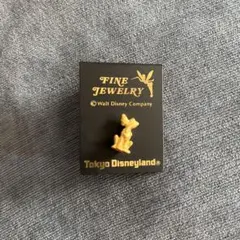 FINE
JEWELRY
©Walt Disney Company
Tokyo Disneyland®